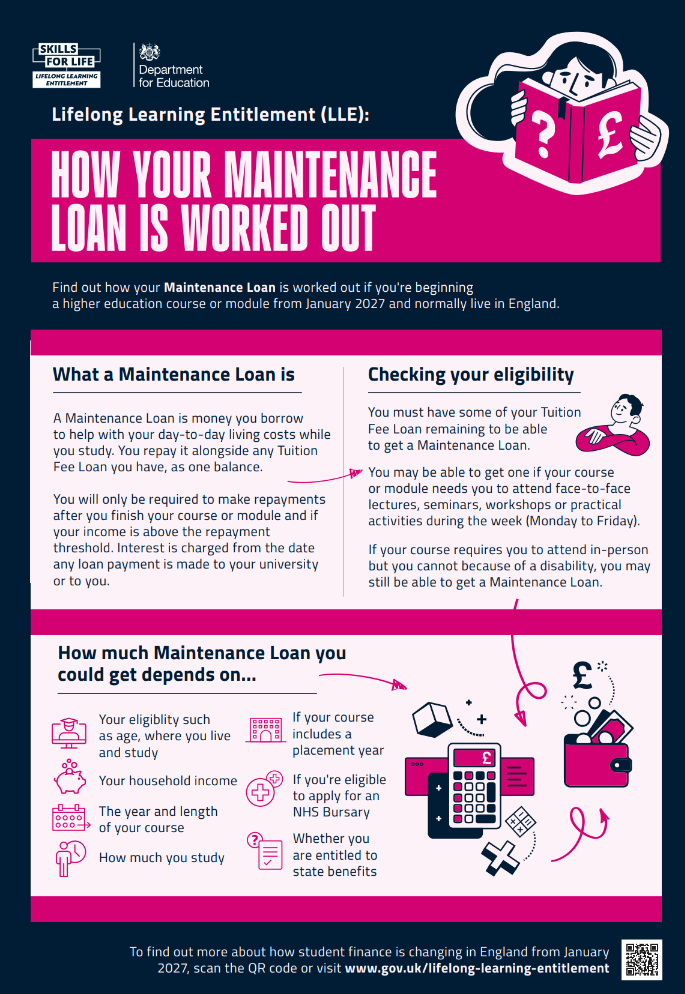 SKILLS
FOR LIFE
LIFELONG LEARNING
ENTITLEMENT
Department
for Education
Lifelong Learning Entitlement (LLE):
HOW YOUR MAINTENANCE
LOAN IS WORKED OUT
? £
Find out how your Maintenance Loan is worked out if you're beginning
a higher education course or module from January 2027 and normally live in England.
What a Maintenance Loan is
A Maintenance Loan is money you borrow
to help with your day-to-day living costs while
you study. You repay it alongside any Tuition
Fee Loan you have, as one balance.
You will only be required to make repayments
after you finish your course or module and if
your income is above the repayment
threshold. Interest is charged from the date
any loan payment is made to your university
or to you.
Checking your eligibility
You must have some of your Tuition
Fee Loan remaining to be able
to get a Maintenance Loan.
You may be able to get one if your course
or module needs you to attend face-to-face
lectures, seminars, workshops or practical
activities during the week (Monday to Friday).
If your course requires you to attend in-person
but you cannot because of a disability, you may
still be able to get a Maintenance Loan.
How much Maintenance Loan you
could get depends on...
Your eligiblity such
as age, where you live
and study
Your household income
The year and length
of your course
How much you study
If your course
includes a
placement year
If you're eligible
to apply for an
NHS Bursary
?
Whether you
are entitled to
state benefits
£
£
To find out more about how student finance is changing in England from January
2027, scan the QR code or visit www.gov.uk/lifelong-learning-entitlement